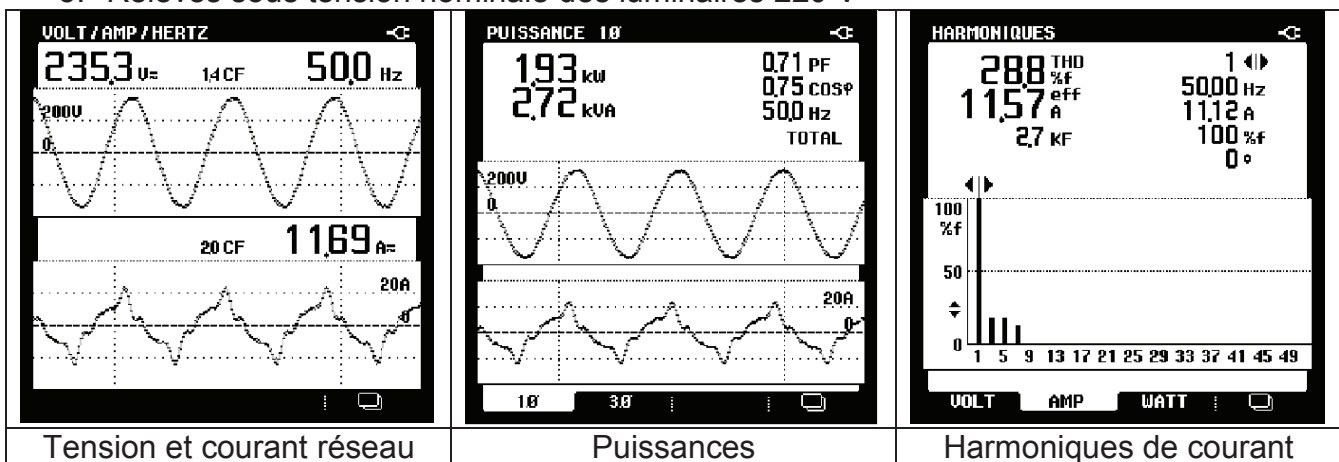 VOLT/AMP/HERTZ
235,3 V≂ 1,4 CF 50,0 Hz
200V
0
2,0 CF 11,69 A≂
20A
0
PUISSANCE 1Ø
1,93 kW
2,72 kVA
0,71 PF
0,75 COSφ
50,0 Hz
TOTAL
200V
0
20A
0
1Ø 3Ø
HARMONIQUES
28,8 THD %f
11,57 eff A
2,7 KF
1
50,00 Hz
11,12 A
100 %f
0 °
100
%f
50
0
1 5 9 13 17 21 25 29 33 37 41 45 49
VOLT AMP WATT
Tension et courant réseau
Puissances
Harmoniques de courant